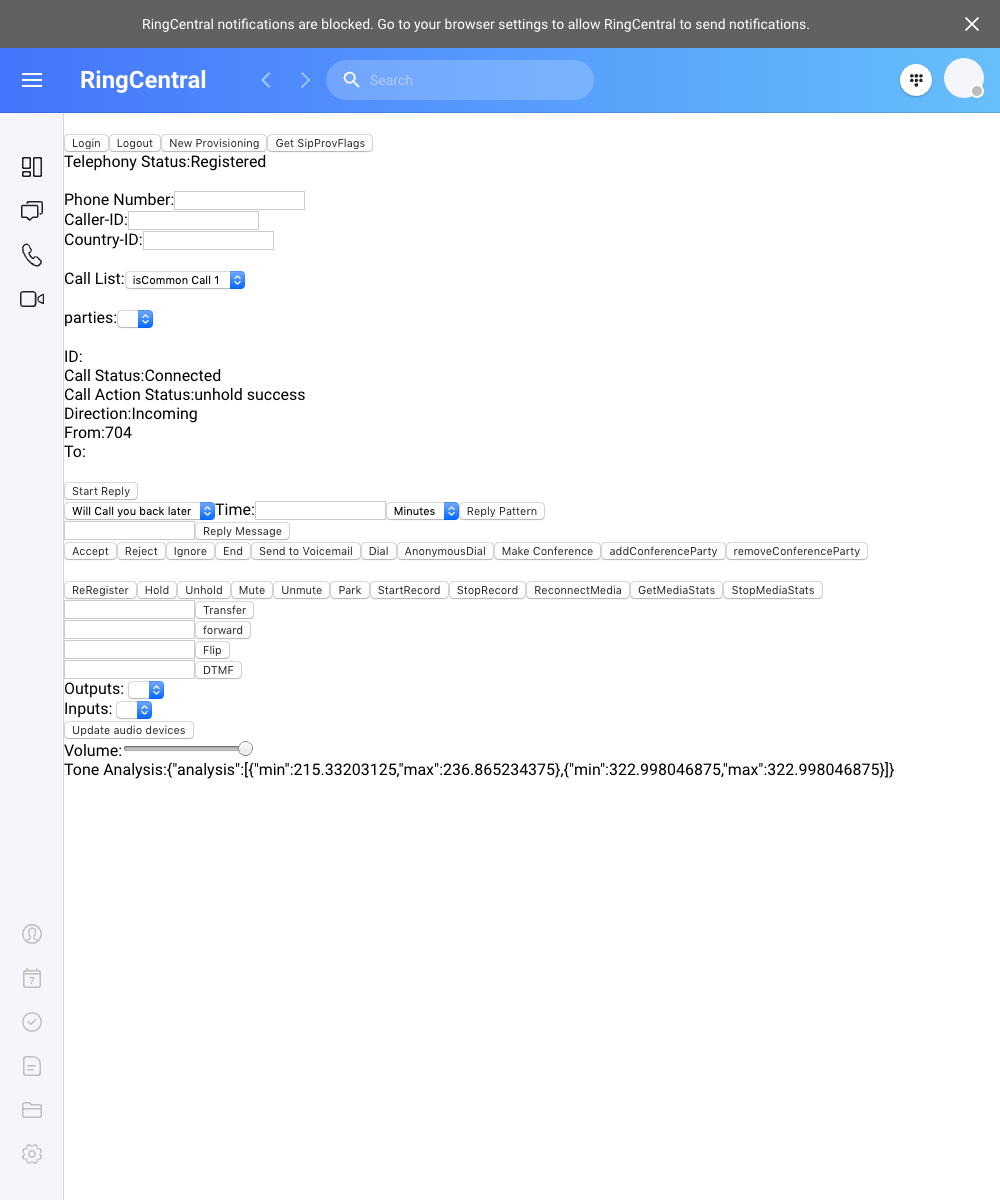 RingCentral notifications are blocked. Go to your browser settings to allow RingCentral to send notifications.
RingCentral
Search
Login Logout New Provisioning Get SipProvFlags
Telephony Status:Registered
Phone Number:
Caller-ID:
Country-ID:
Call List: isCommon Call 1
parties:
ID:
Call Status:Connected
Call Action Status:unhold success
Direction:Incoming
From:704
To:
Start Reply
Will Call you back later Time: Minutes Reply Pattern
Reply Message
Accept Reject Ignore End Send to Voicemail Dial AnonymousDial Make Conference addConferenceParty removeConferenceParty
ReRegister Hold Unhold Mute Unmute Park StartRecord StopRecord ReconnectMedia GetMediaStats StopMediaStats
Transfer
forward
Flip
DTMF
Outputs:
Inputs:
Update audio devices
Volume:
Tone Analysis:{"analysis":[{"min":215.33203125,"max":236.865234375},{"min":322.998046875,"max":322.998046875}]}
7